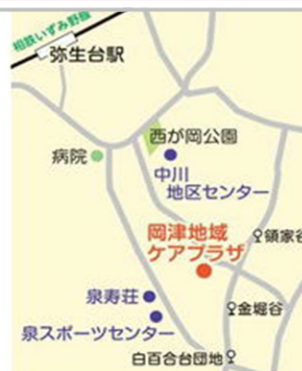 相鉄いずみ野線
弥生台駅
西が岡公園
病院
中川
地区センター
岡津地域
ケアプラザ
領家谷
泉寿荘
金堀谷
泉スポーツセンター
白百合台団地